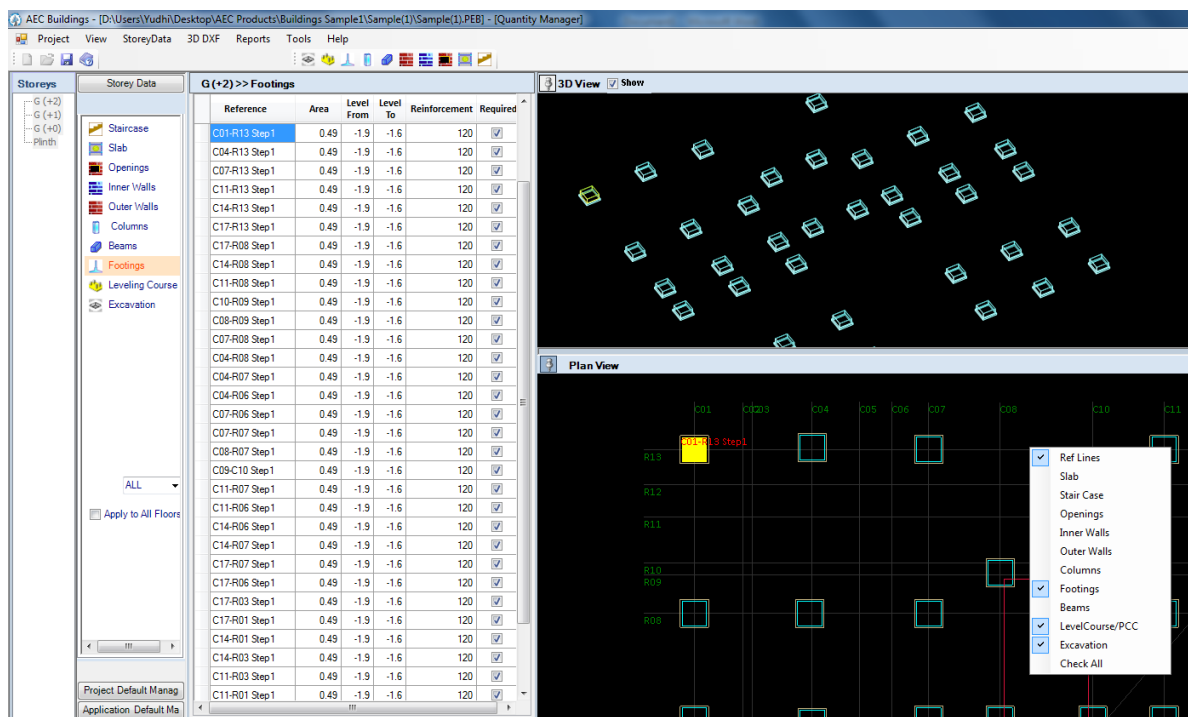 AEC Buildings - [D:\Users\Yudhi\Desktop\AEC Products\Buildings Sample1\Sample(1)\Sample(1).PEB] - [Quantity Manager]
Project View StoreyData 3D DXF Reports Tools Help
Storeys
G (+2)
G (+1)
G (+0)
Plinth
Storey Data
Staircase
Slab
Openings
Inner Walls
Outer Walls
Columns
Beams
Footings
Leveling Course
Excavation
ALL
Apply to All Floors
Project Default Manag
Application Default Ma
G (+2) >> Footings
Reference Area Level From Level To Reinforcement Required
C01-R13 Step1 0.49 -1.9 -1.6 120
C04-R13 Step1 0.49 -1.9 -1.6 120
C07-R13 Step1 0.49 -1.9 -1.6 120
C11-R13 Step1 0.49 -1.9 -1.6 120
C14-R13 Step1 0.49 -1.9 -1.6 120
C17-R13 Step1 0.49 -1.9 -1.6 120
C17-R08 Step1 0.49 -1.9 -1.6 120
C14-R08 Step1 0.49 -1.9 -1.6 120
C11-R08 Step1 0.49 -1.9 -1.6 120
C10-R09 Step1 0.49 -1.9 -1.6 120
C08-R09 Step1 0.49 -1.9 -1.6 120
C07-R08 Step1 0.49 -1.9 -1.6 120
C04-R08 Step1 0.49 -1.9 -1.6 120
C04-R07 Step1 0.49 -1.9 -1.6 120
C04-R06 Step1 0.49 -1.9 -1.6 120
C07-R06 Step1 0.49 -1.9 -1.6 120
C07-R07 Step1 0.49 -1.9 -1.6 120
C08-R07 Step1 0.49 -1.9 -1.6 120
C09-C10 Step1 0.49 -1.9 -1.6 120
C11-R07 Step1 0.49 -1.9 -1.6 120
C11-R06 Step1 0.49 -1.9 -1.6 120
C14-R06 Step1 0.49 -1.9 -1.6 120
C14-R07 Step1 0.49 -1.9 -1.6 120
C17-R07 Step1 0.49 -1.9 -1.6 120
C17-R06 Step1 0.49 -1.9 -1.6 120
C17-R03 Step1 0.49 -1.9 -1.6 120
C17-R01 Step1 0.49 -1.9 -1.6 120
C14-R01 Step1 0.49 -1.9 -1.6 120
C14-R03 Step1 0.49 -1.9 -1.6 120
C11-R03 Step1 0.49 -1.9 -1.6 120
C11-R01 Step1 0.49 -1.9 -1.6 120
3D View Show
Plan View
C01 C04 C05 C06 C07 C08 C10 C11
C01-R13 Step1
R13
R12
R11
R10
R09
R08
Ref Lines
Slab
Stair Case
Openings
Inner Walls
Outer Walls
Columns
Footings
Beams
LevelCourse/PCC
Excavation
Check All